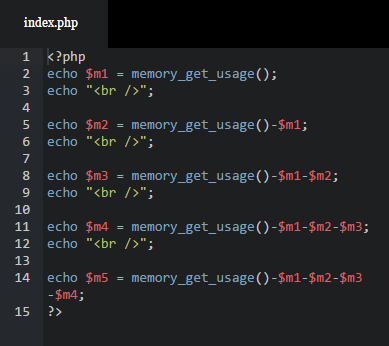 index.php
1 <?php
2 echo $m1 = memory_get_usage();
3 echo "<br />";
4
5 echo $m2 = memory_get_usage()-$m1;
6 echo "<br />";
7
8 echo $m3 = memory_get_usage()-$m1-$m2;
9 echo "<br />";
10
11 echo $m4 = memory_get_usage()-$m1-$m2-$m3;
12 echo "<br />";
13
14 echo $m5 = memory_get_usage()-$m1-$m2-$m3
-$m4;
15 ?>